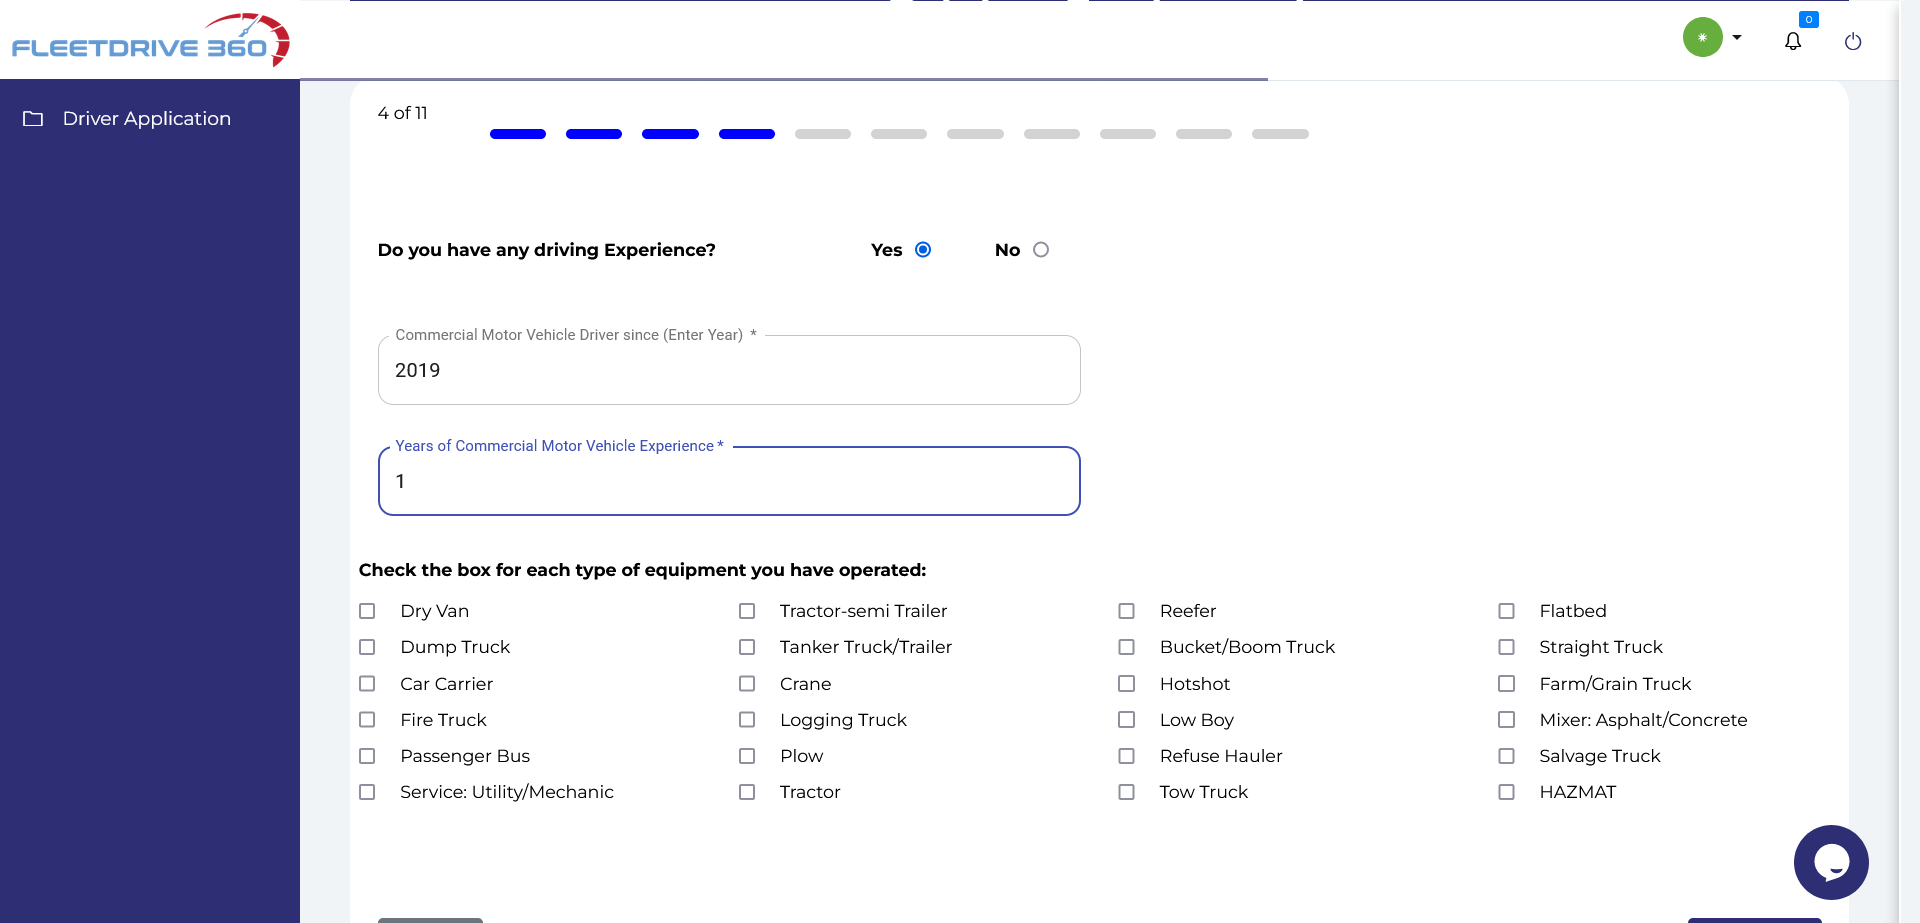 FLEETDRIVE 360
0
Driver Application
4 of 11
Do you have any driving Experience? Yes No
Commercial Motor Vehicle Driver since (Enter Year) *
2019
Years of Commercial Motor Vehicle Experience *
1
Check the box for each type of equipment you have operated:
Dry Van Tractor-semi Trailer Reefer Flatbed
Dump Truck Tanker Truck/Trailer Bucket/Boom Truck Straight Truck
Car Carrier Crane Hotshot Farm/Grain Truck
Fire Truck Logging Truck Low Boy Mixer: Asphalt/Concrete
Passenger Bus Plow Refuse Hauler Salvage Truck
Service: Utility/Mechanic Tractor Tow Truck HAZMAT